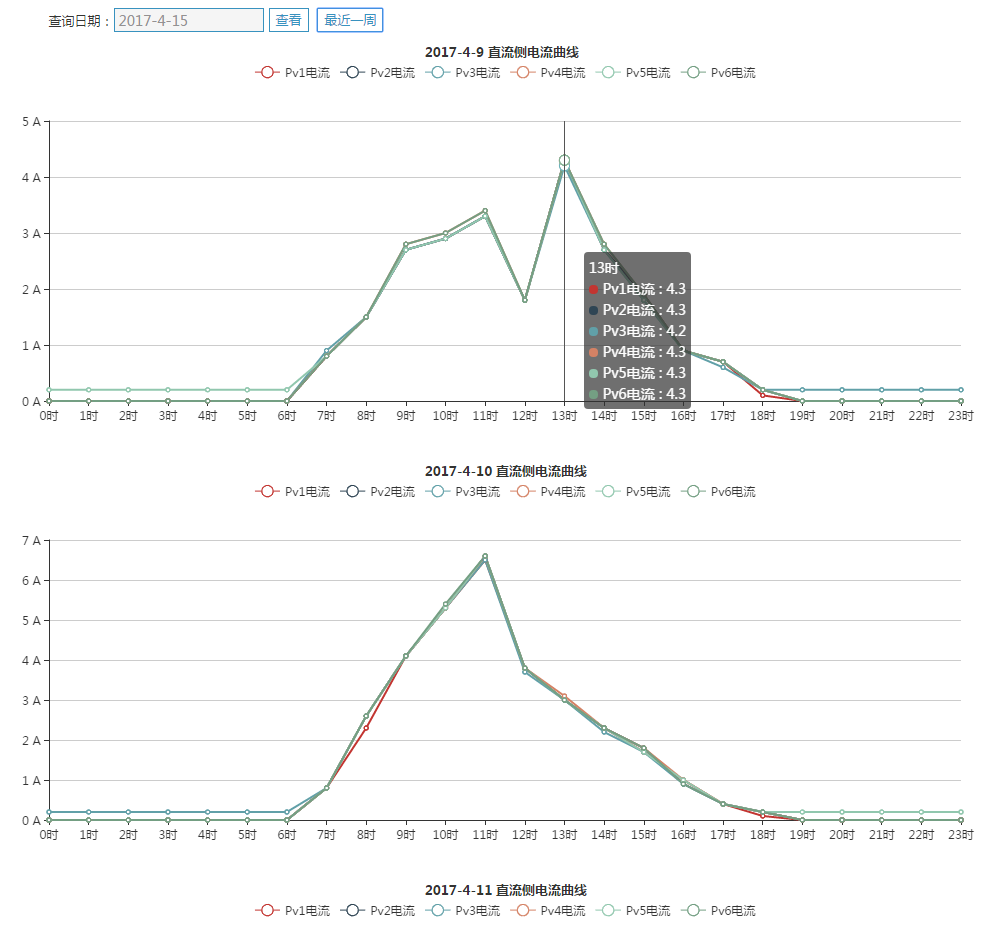 查询日期： 2017-4-15 查看 最近一周
2017-4-9 直流侧电流曲线
Pv1电流 Pv2电流 Pv3电流 Pv4电流 Pv5电流 Pv6电流
5 A
4 A
3 A
2 A
1 A
0 A
13时
Pv1电流 : 4.3
Pv2电流 : 4.3
Pv3电流 : 4.2
Pv4电流 : 4.3
Pv5电流 : 4.3
Pv6电流 : 4.3
0时 1时 2时 3时 4时 5时 6时 7时 8时 9时 10时 11时 12时 13时 14时 15时 16时 17时 18时 19时 20时 21时 22时 23时
2017-4-10 直流侧电流曲线
Pv1电流 Pv2电流 Pv3电流 Pv4电流 Pv5电流 Pv6电流
7 A
6 A
5 A
4 A
3 A
2 A
1 A
0 A
0时 1时 2时 3时 4时 5时 6时 7时 8时 9时 10时 11时 12时 13时 14时 15时 16时 17时 18时 19时 20时 21时 22时 23时
2017-4-11 直流侧电流曲线
Pv1电流 Pv2电流 Pv3电流 Pv4电流 Pv5电流 Pv6电流